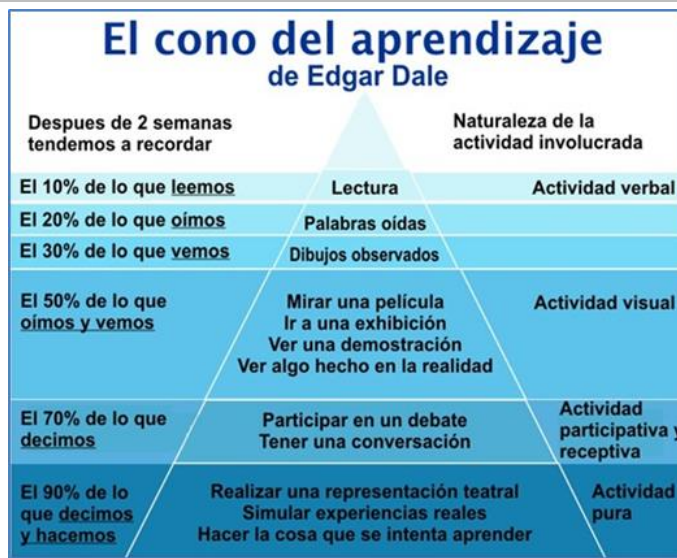 El cono del aprendizaje
de Edgar Dale
Despues de 2 semanas
tendemos a recordar
Naturaleza de la
actividad involucrada
El 10% de lo que leemos
Lectura
Actividad verbal
El 20% de lo que oímos
Palabras oídas
El 30% de lo que vemos
Dibujos observados
El 50% de lo que
oímos y vemos
Mirar una película
Ir a una exhibición
Ver una demostración
Ver algo hecho en la realidad
Actividad visual
El 70% de lo que
decimos
Participar en un debate
Tener una conversación
Actividad
participativa y
receptiva
El 90% de lo
que decimos
y hacemos
Realizar una representación teatral
Simular experiencias reales
Hacer la cosa que se intenta aprender
Actividad
pura